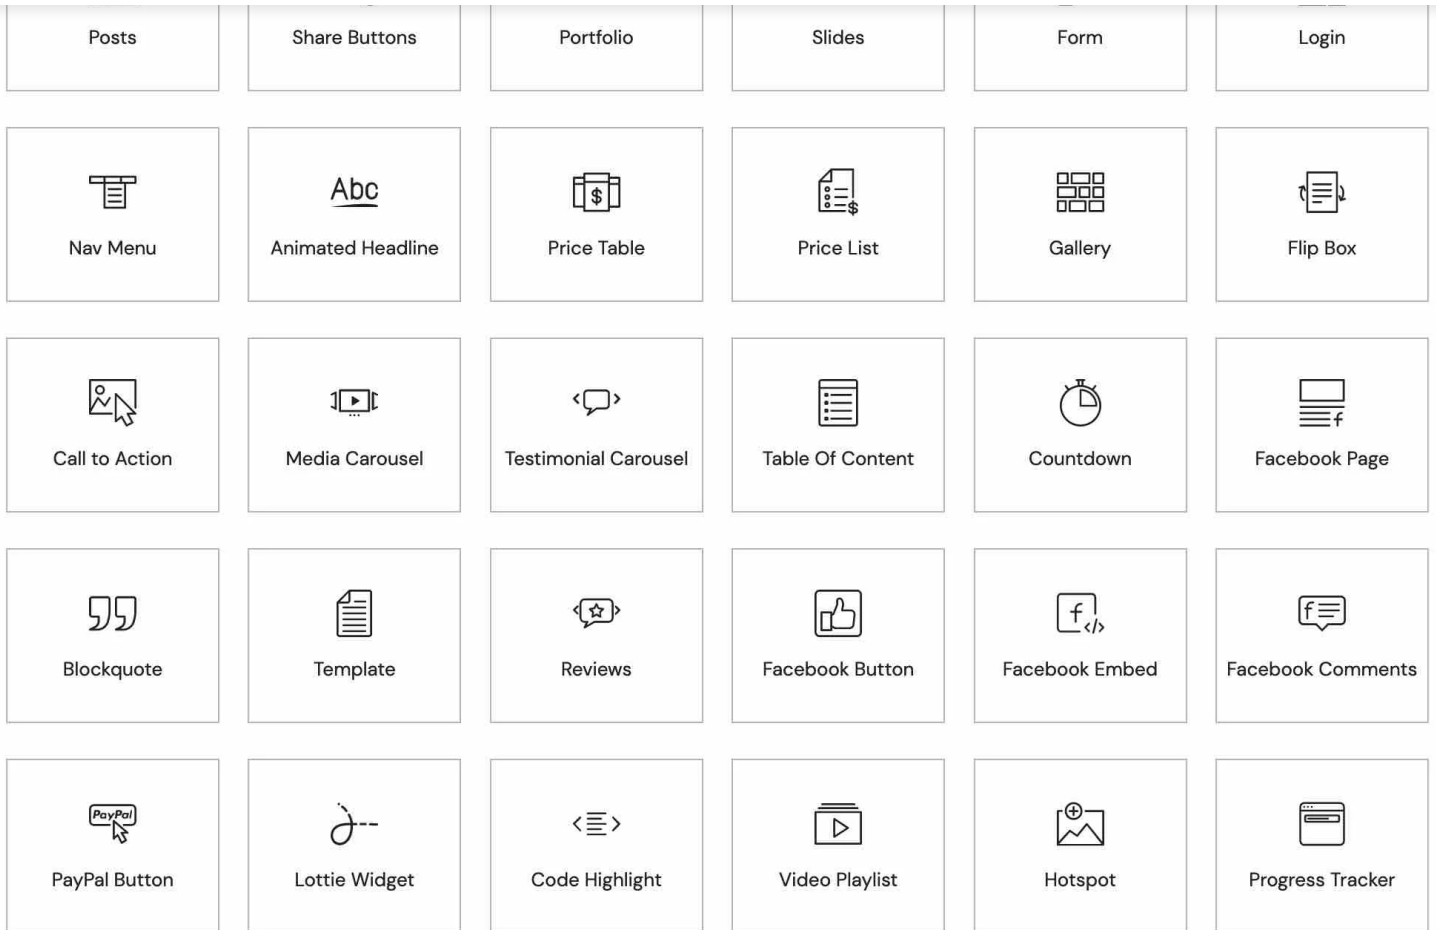 Posts
Share Buttons
Portfolio
Slides
Form
Login
Abc
$
$
Nav Menu
Animated Headline
Price Table
Price List
Gallery
Flip Box
f
Call to Action
Media Carousel
Testimonial Carousel
Table Of Content
Countdown
Facebook Page
f
</>
f
Blockquote
Template
Reviews
Facebook Button
Facebook Embed
Facebook Comments
PayPal
PayPal Button
Lottie Widget
Code Highlight
Video Playlist
Hotspot
Progress Tracker